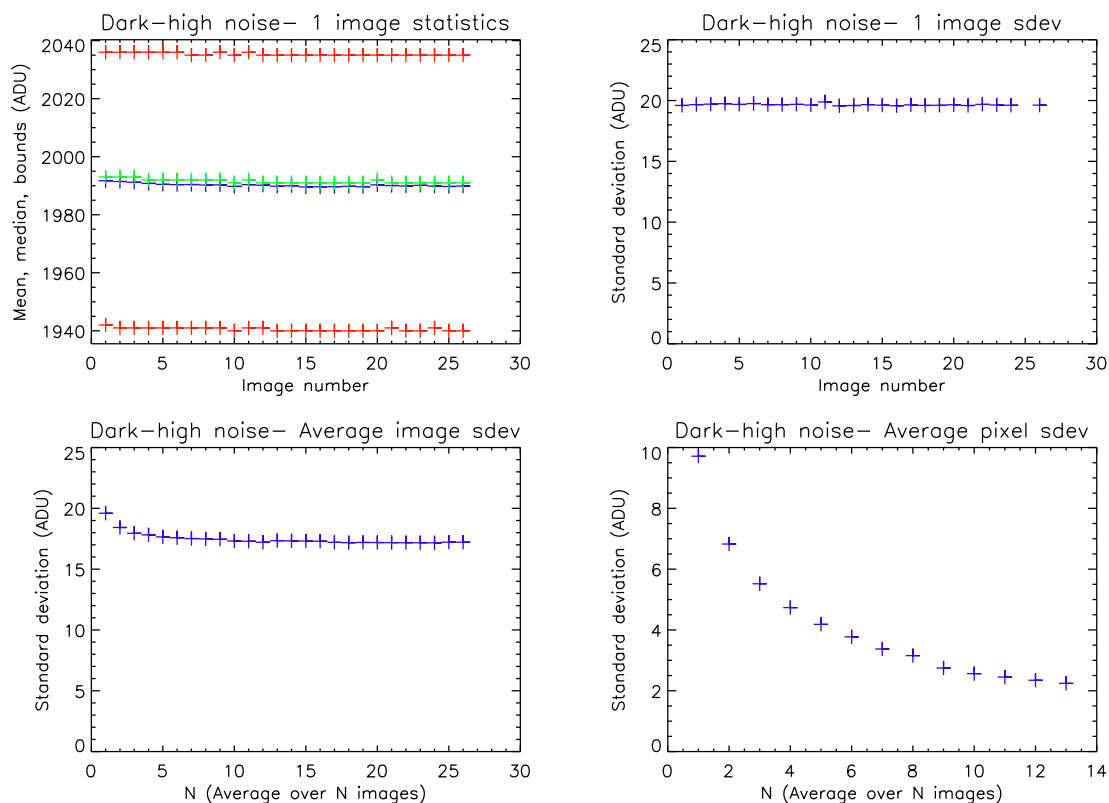 Dark-high noise- 1 image statistics
Mean, median, bounds (ADU)
2040
2020
2000
1980
1960
1940
0 5 10 15 20 25 30
Image number
Dark-high noise- 1 image sdev
Standard deviation (ADU)
25
20
15
10
5
0
0 5 10 15 20 25 30
Image number
Dark-high noise- Average image sdev
Standard deviation (ADU)
25
20
15
10
5
0
0 5 10 15 20 25 30
N (Average over N images)
Dark-high noise- Average pixel sdev
Standard deviation (ADU)
10
8
6
4
2
0
0 2 4 6 8 10 12 14
N (Average over N images)